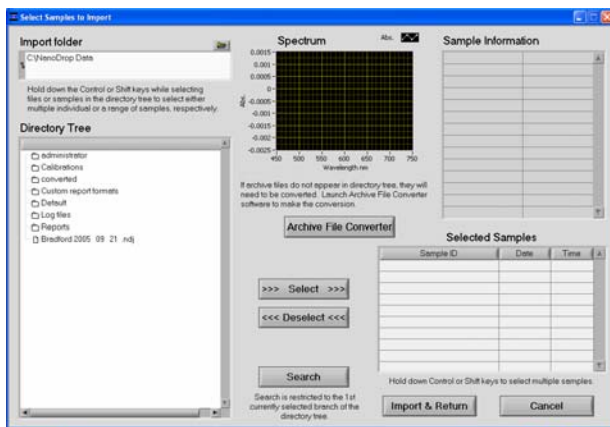 Select Samples to Import
Import folder
C:\NanoDrop Data
Hold down the Control or Shift keys while selecting
files or samples in the directory tree to select either
multiple individual or a range of samples, respectively.
Directory Tree
administrator
Calibrations
converted
Custom report formats
Default
Log files
Reports
Bradford 2005 09 21 .ndj
Spectrum
Abs.
0.0015
0.001
0.0005
0
-0.0005
-0.001
-0.0015
-0.002
-0.0025
Abs.
450 500 550 600 650 700 750
Wavelength nm
If archive files do not appear in directory tree, they will
need to be converted. Launch Archive File Converter
software to make the conversion.
Archive File Converter
>>> Select >>>
<<< Deselect <<<
Search
Search is restricted to the 1st
currently selected branch of the
directory tree.
Sample Information
Selected Samples
Sample ID Date Time
Hold down Control or Shift keys to select multiple samples.
Import & Return Cancel